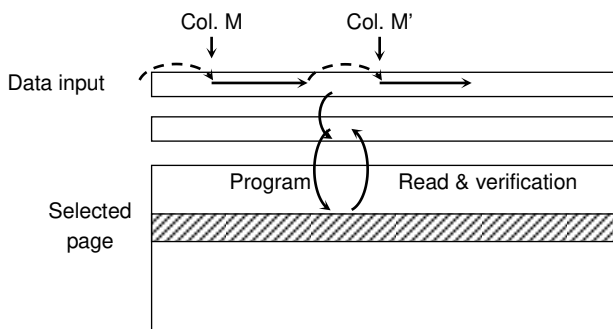 Col. M Col. M’
Data input
Program Read & verification
Selected
page